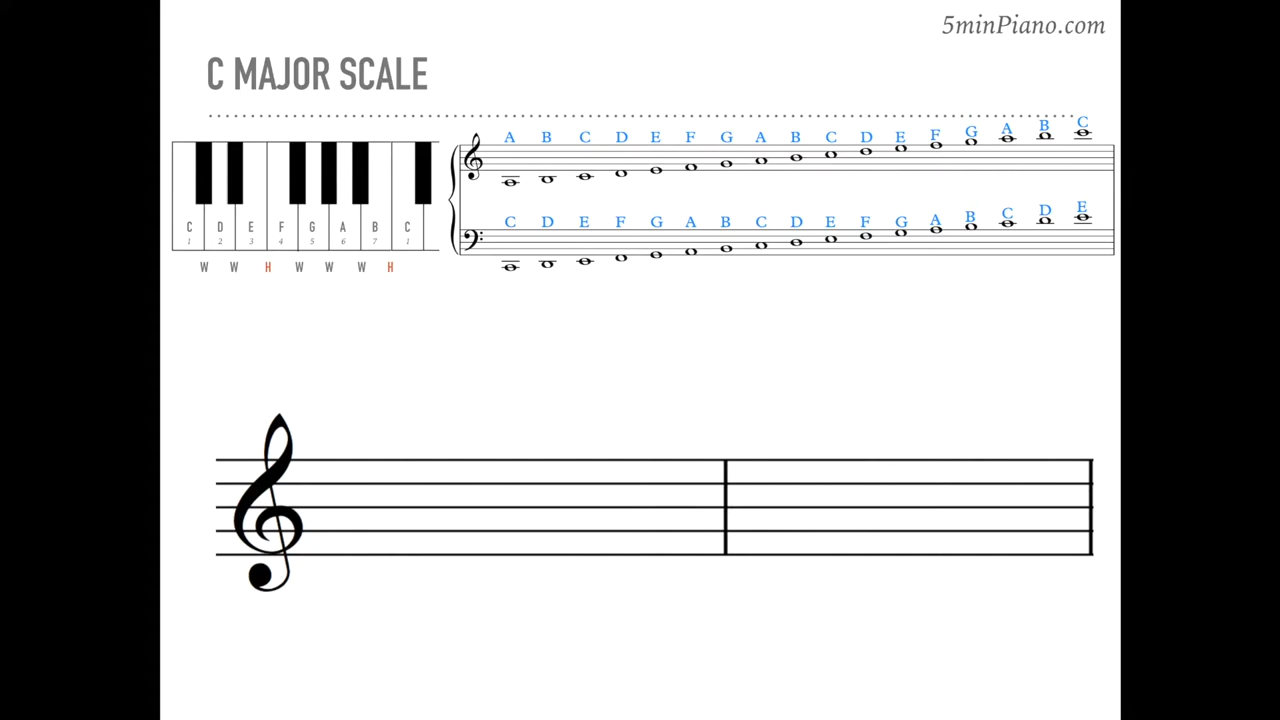 5minPiano.com
C MAJOR SCALE
A B C D E F G A B C D E F G A B C
C D E F G A B C
1 2 3 4 5 6 7 1
W W H W W W H
C D E F G A B C D E F G A B C D E